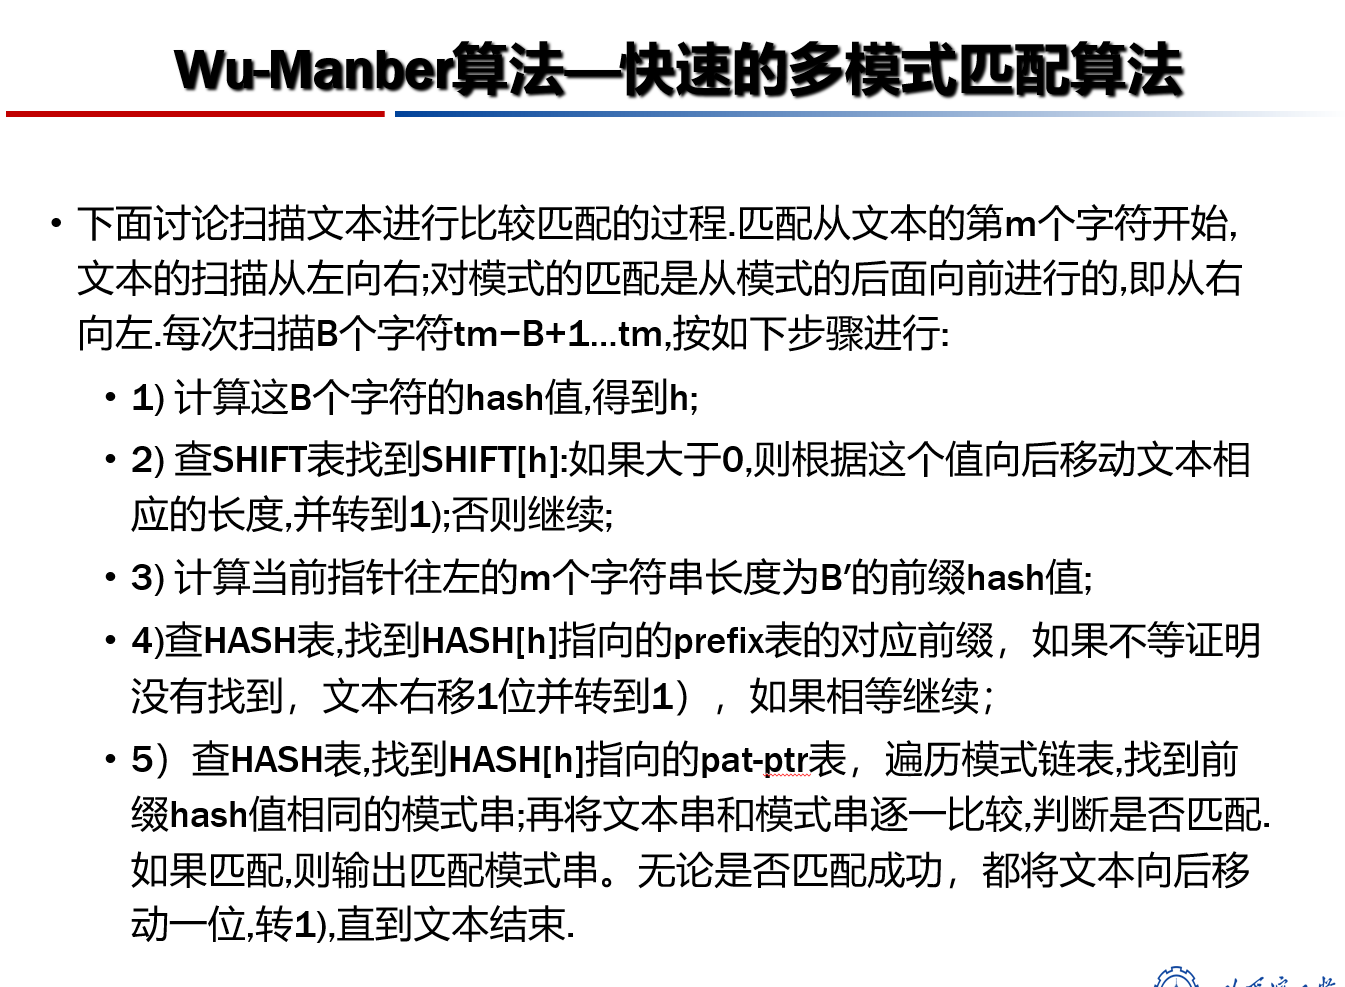 Wu-Manber算法—快速的多模式匹配算法
• 下面讨论扫描文本进行比较匹配的过程.匹配从文本的第m个字符开始,
文本的扫描从左向右;对模式的匹配是从模式的后面向前进行的,即从右
向左.每次扫描B个字符tm−B+1…tm,按如下步骤进行:
• 1) 计算这B个字符的hash值,得到h;
• 2) 查SHIFT表找到SHIFT[h]:如果大于0,则根据这个值向后移动文本相
应的长度,并转到1);否则继续;
• 3) 计算当前指针往左的m个字符串长度为B′的前缀hash值;
• 4)查HASH表,找到HASH[h]指向的prefix表的对应前缀，如果不等证明
没有找到，文本右移1位并转到1），如果相等继续；
• 5）查HASH表,找到HASH[h]指向的pat-ptr表，遍历模式链表,找到前
缀hash值相同的模式串;再将文本串和模式串逐一比较,判断是否匹配.
如果匹配,则输出匹配模式串。无论是否匹配成功，都将文本向后移
动一位,转1),直到文本结束.